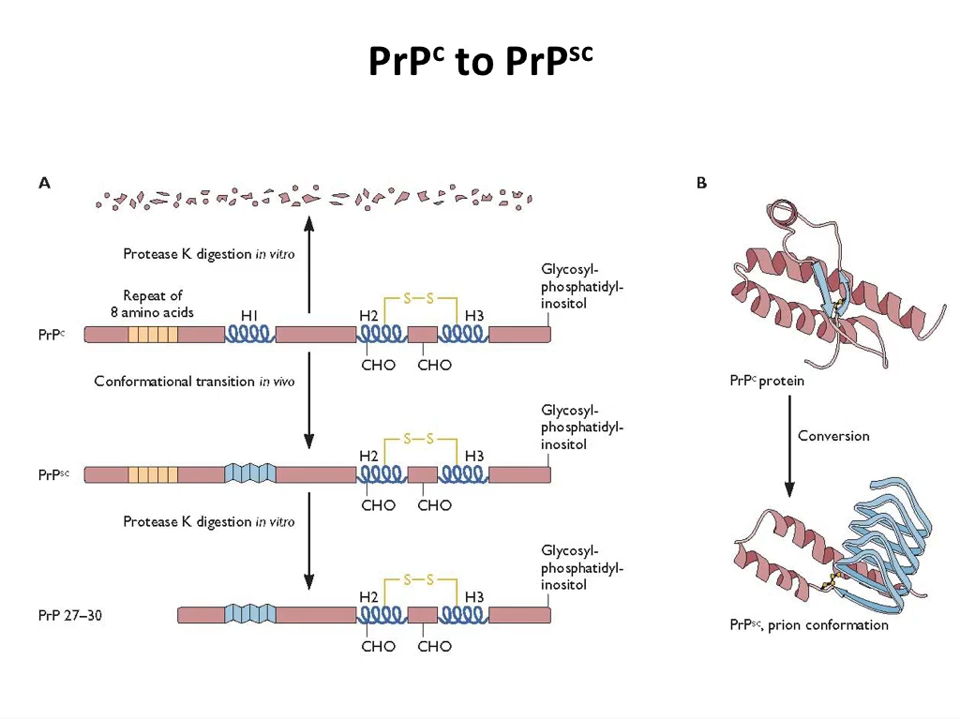 PrPᶜ to PrPˢᶜ
A
Protease K digestion in vitro
Repeat of
8 amino acids
H1
H2
S—S
H3
Glycosyl-
phosphatidyl-
inositol
PrPᶜ
CHO
CHO
Conformational transition in vivo
Glycosyl-
phosphatidyl-
inositol
S—S
H2
H3
PrPˢᶜ
CHO
CHO
Protease K digestion in vitro
Glycosyl-
phosphatidyl-
inositol
S—S
H2
H3
PrP 27–30
CHO
CHO
B
PrPᶜ protein
Conversion
PrPˢᶜ, prion conformation